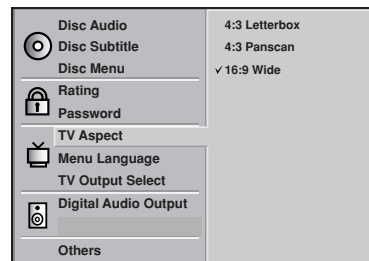 Disc Audio
Disc Subtitle
Disc Menu
Rating
Password
TV Aspect
Menu Language
TV Output Select
Digital Audio Output
Others
4:3 Letterbox
4:3 Panscan
✓ 16:9 Wide